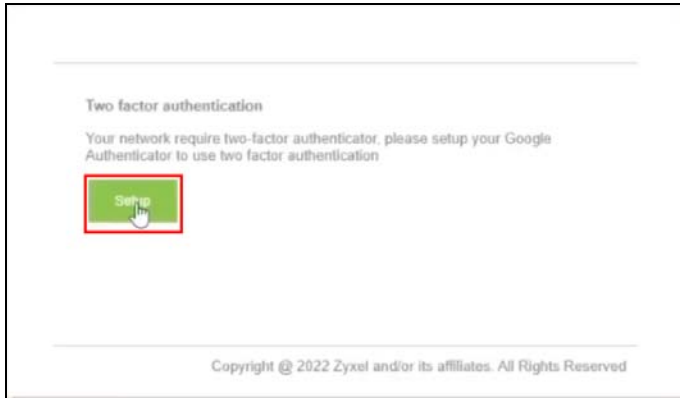 Two factor authentication
Your network require two-factor authenticator, please setup your Google
Authenticator to use two factor authentication
Setup
Copyright @ 2022 Zyxel and/or its affiliates. All Rights Reserved